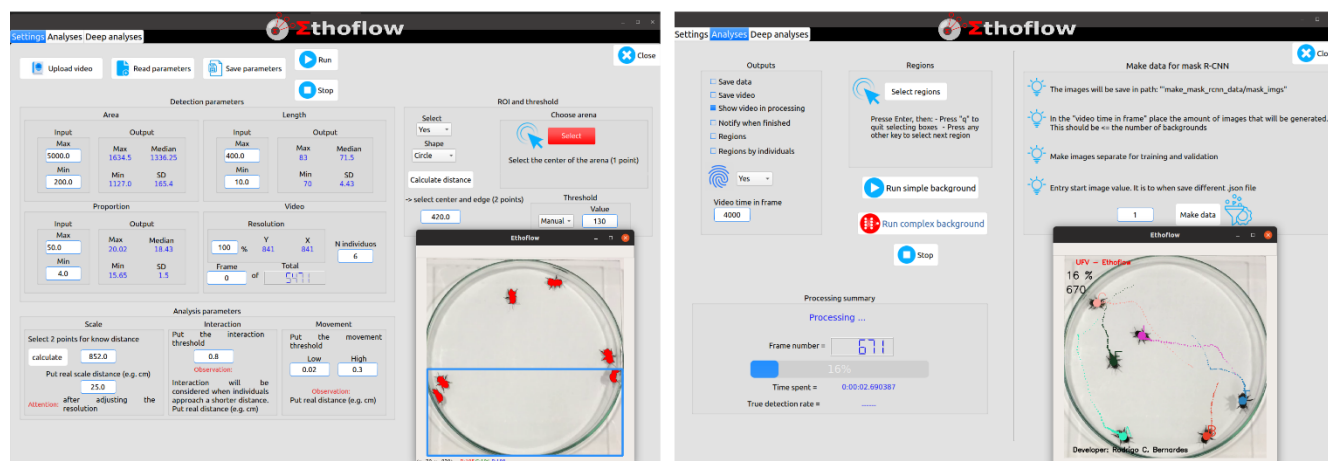 Σthoflow
Settings Analyses Deep analyses
Close
Upload video
Read parameters
Save parameters
Run
Stop
Detection parameters
Area
Length
Input
Output
Input
Output
Max
Max
Median
Max
Max
Median
5000.0
1634.5
1336.25
400.0
83
71.5
Min
Min
SD
Min
Min
SD
200.0
1127.0
165.4
10.0
70
4.43
Proportion
Video
Input
Output
Resolution
Max
Max
Median
Y
X
N individuos
50.0
20.02
18.43
100 %
841
841
6
Min
Min
SD
Frame
Total
4.0
15.65
1.5
0 of 5471
ROI and threshold
Select
Choose arena
Yes
Select
Shape
Circle
Select the center of the arena (1 point)
Calculate distance
-> select center and edge (2 points)
Threshold
Value
420.0
Manual
130
Ethoflow
Analysis parameters
Scale
Interaction
Movement
Select 2 points for know distance
calculate
852.0
Put real scale distance (e.g. cm)
25.0
Attention: after adjusting the
resolution
Put the interaction
threshold
0.8
Observation:
Interaction will be
considered when individuals
approach a shorter distance.
Put real distance (e.g. cm)
Put the movement
threshold
Low
High
0.02
0.3
Observation:
Put real distance (e.g. cm)
Σthoflow
Settings Analyses Deep analyses
Clo
Outputs
Save data
Save video
Show video in processing
Notify when finished
Regions
Regions by individuals
Yes
Video time in frame
4000
Regions
Select regions
Presse Enter, then: - Press "q" to
quit selecting boxes - Press any
other key to select next region
Run simple background
Run complex background
Stop
Processing summary
Processing ...
Frame number = 671
16%
Time spent = 0:00:02.690387
True detection rate = ----
Make data for mask R-CNN
The images will be save in path: "make_mask_rcnn_data/mask_imgs"
In the "video time in frame" place the amount of images that will be generated.
This should be <= the number of backgrounds
Make images separate for training and validation
Entry start image value. It is to when save different .json file
1
Make data
Ethoflow
UFV - Ethoflow
16 %
670
Developer: Rodrigo C. Bernardes